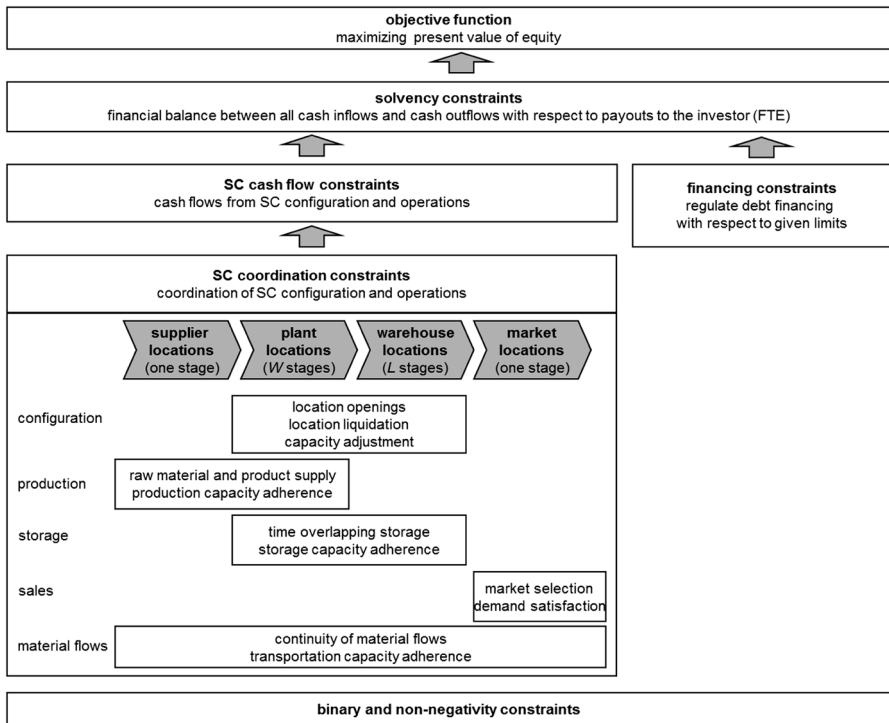 objective function
maximizing present value of equity
solvency constraints
financial balance between all cash inflows and cash outflows with respect to payouts to the investor (FTE)
SC cash flow constraints
cash flows from SC configuration and operations
financing constraints
regulate debt financing
with respect to given limits
SC coordination constraints
coordination of SC configuration and operations
supplier
locations
(one stage)
plant
locations
(W stages)
warehouse
locations
(L stages)
market
locations
(one stage)
configuration
location openings
location liquidation
capacity adjustment
production
raw material and product supply
production capacity adherence
storage
time overlapping storage
storage capacity adherence
sales
market selection
demand satisfaction
material flows
continuity of material flows
transportation capacity adherence
binary and non-negativity constraints